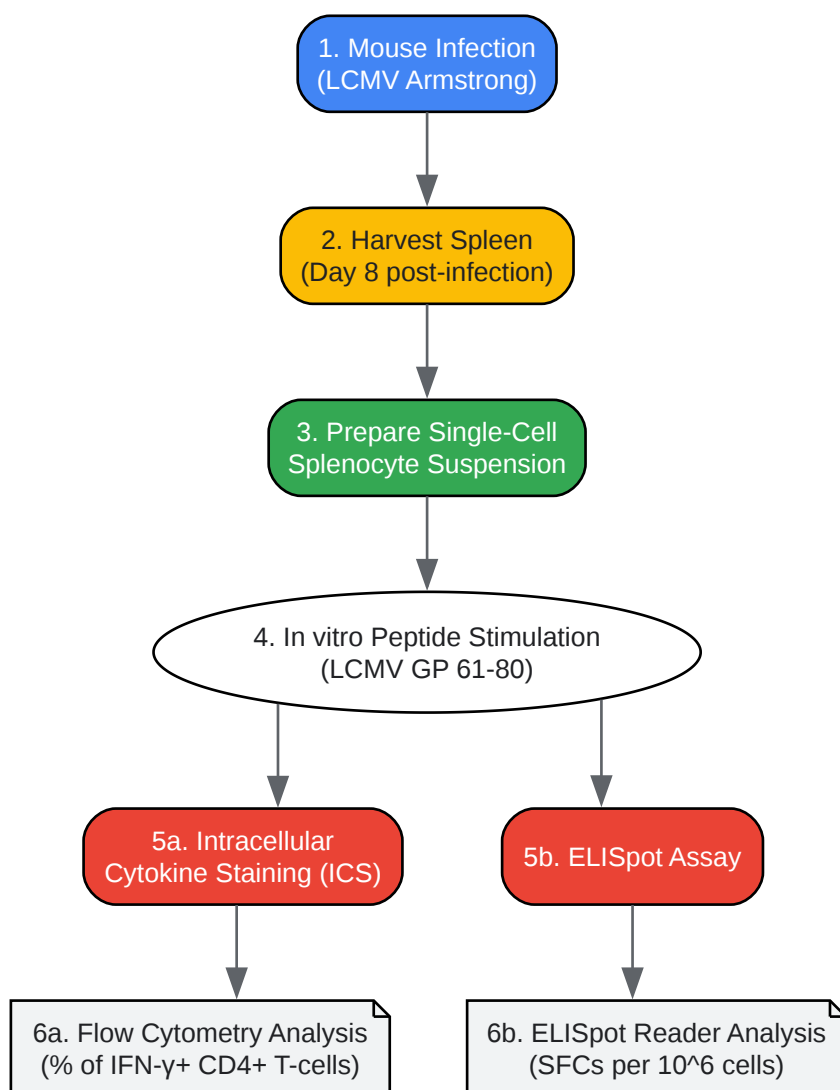 1. Mouse Infection
(LCMV Armstrong)
2. Harvest Spleen
(Day 8 post-infection)
3. Prepare Single-Cell
Splenocyte Suspension
4. In vitro Peptide Stimulation
(LCMV GP 61-80)
5a. Intracellular
Cytokine Staining (ICS)
5b. ELISpot Assay
6a. Flow Cytometry Analysis
(% of IFN-γ+ CD4+ T-cells)
6b. ELISpot Reader Analysis
(SFCs per 10^6 cells)